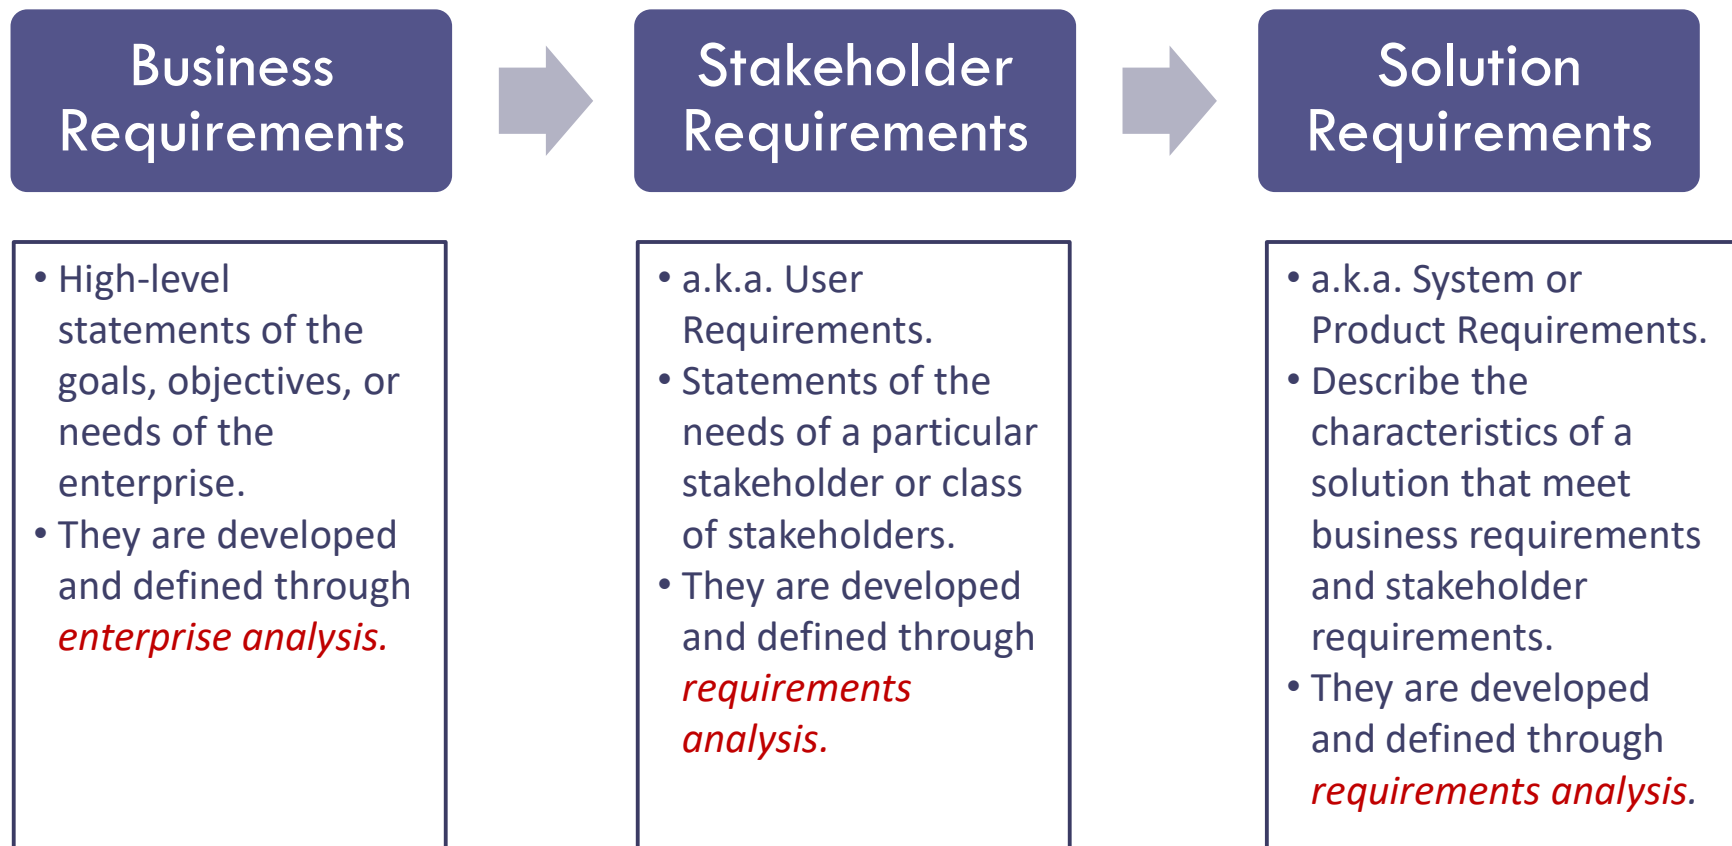 Business
Requirements
Stakeholder
Requirements
Solution
Requirements
• High-level
statements of the
goals, objectives, or
needs of the
enterprise.
• They are developed
and defined through
enterprise analysis.
• a.k.a. User
Requirements.
• Statements of the
needs of a particular
stakeholder or class
of stakeholders.
• They are developed
and defined through
requirements
analysis.
• a.k.a. System or
Product Requirements.
• Describe the
characteristics of a
solution that meet
business requirements
and stakeholder
requirements.
• They are developed
and defined through
requirements analysis.